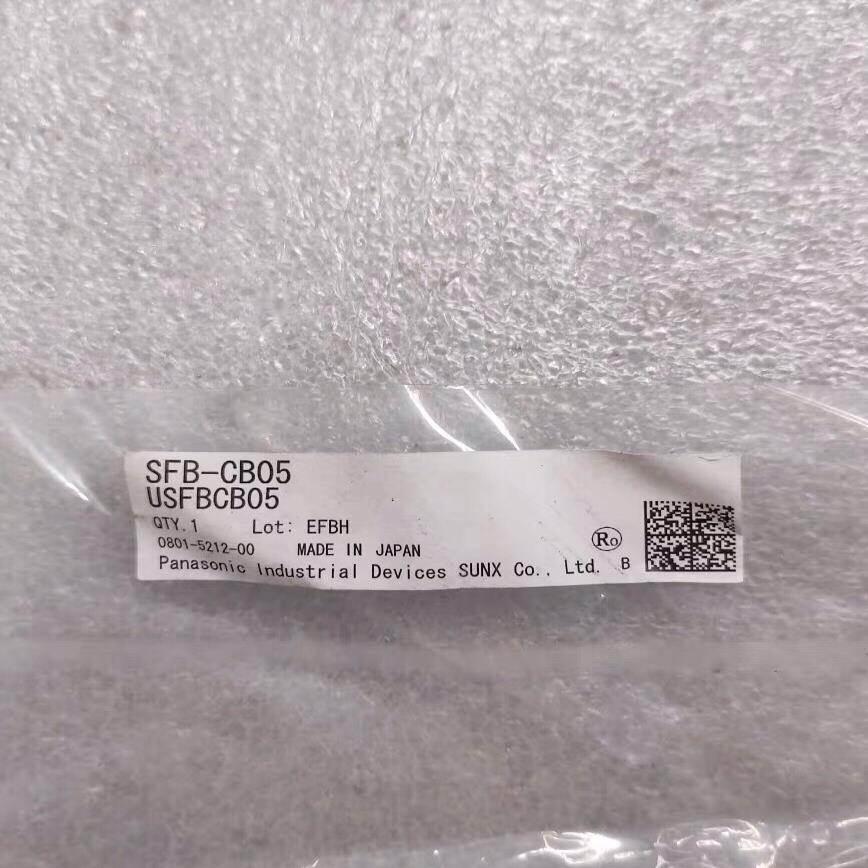 SFB-CB05
USFBCB05
QTY.1 Lot: EFBH
0801-5212-00 MADE IN JAPAN Ro
Panasonic Industrial Devices SUNX Co., Ltd. B